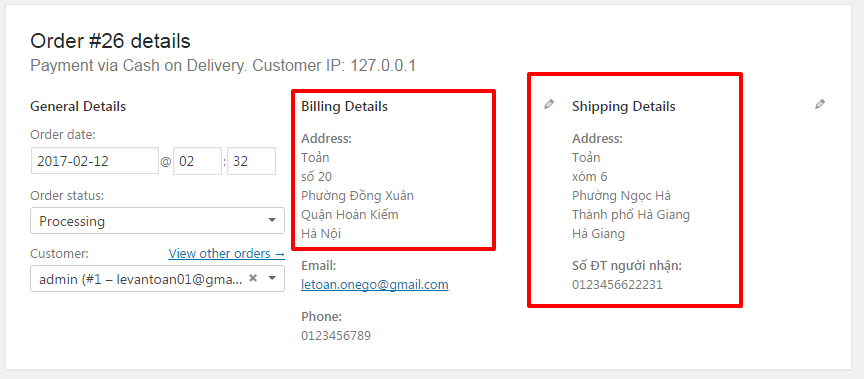 Order #26 details
Payment via Cash on Delivery. Customer IP: 127.0.0.1
General Details
Order date:
2017-02-12 @ 02 : 32
Order status:
Processing
Customer: View other orders →
admin (#1 – levantoan01@gma... ×
Billing Details
Address:
Toản
số 20
Phường Đồng Xuân
Quận Hoàn Kiếm
Hà Nội
Email:
letoan.onego@gmail.com
Phone:
0123456789
Shipping Details
Address:
Toản
xóm 6
Phường Ngọc Hà
Thành phố Hà Giang
Hà Giang
Số ĐT người nhận:
0123456622231